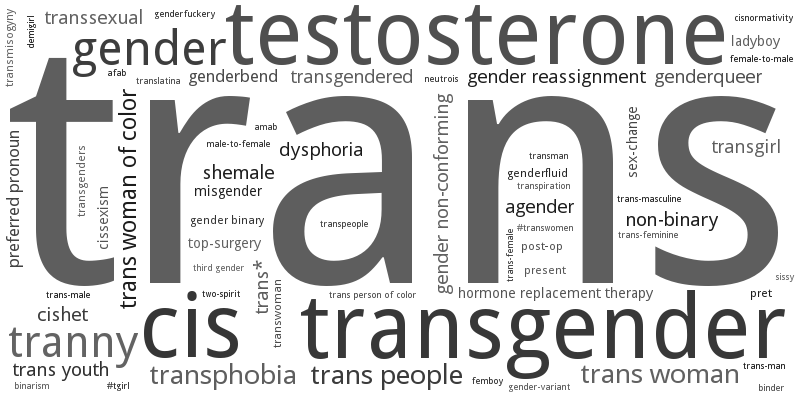 transmisogyny
demigirl
transsexual
genderfuckery
gender
testosterone
cisnormativity
ladyboy
female-to-male
afab
translatina
genderbend
transgendered
neutrois
gender reassignment
genderqueer
trans
preferred pronoun
transgenders
cissexism
trans woman of color
male-to-female
amab
dysphoria
shemale
misgender
gender binary
top-surgery
third gender
transpeople
gender non-conforming
transman
genderfluid
transpiration
agender
#transwomen
trans-female
post-op
present
sex-change
transgirl
trans-masculine
non-binary
trans-feminine
sissy
trans-male
two-spirit
trans*
transwoman
trans person of color
hormone replacement therapy
pret
cishet
tranny
cis
transgender
trans youth
binarism
#tgirl
transphobia
trans people
femboy
gender-variant
trans woman
trans-man
binder